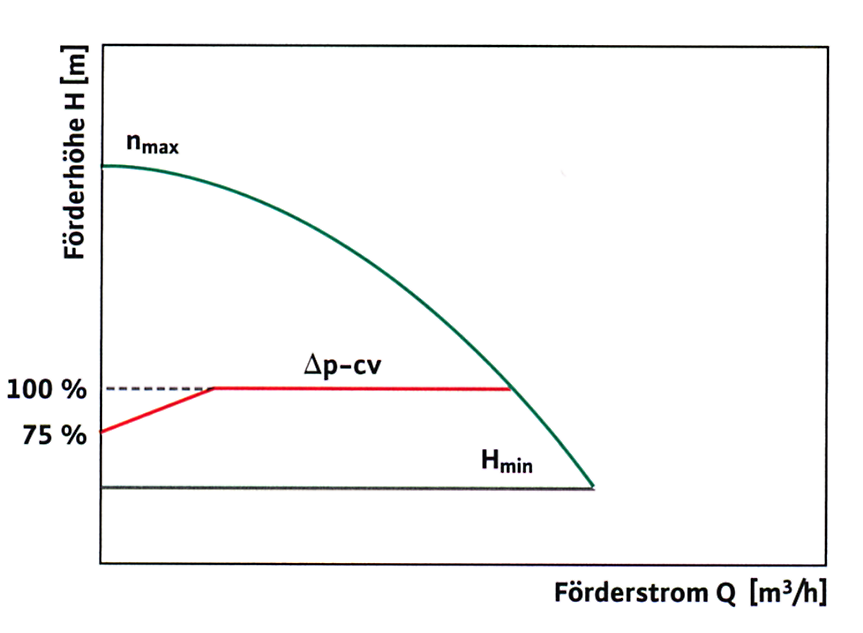 Förderhöhe H [m]
nmax
Δp-cv
100 %
75 %
Hmin
Förderstrom Q [m³/h]